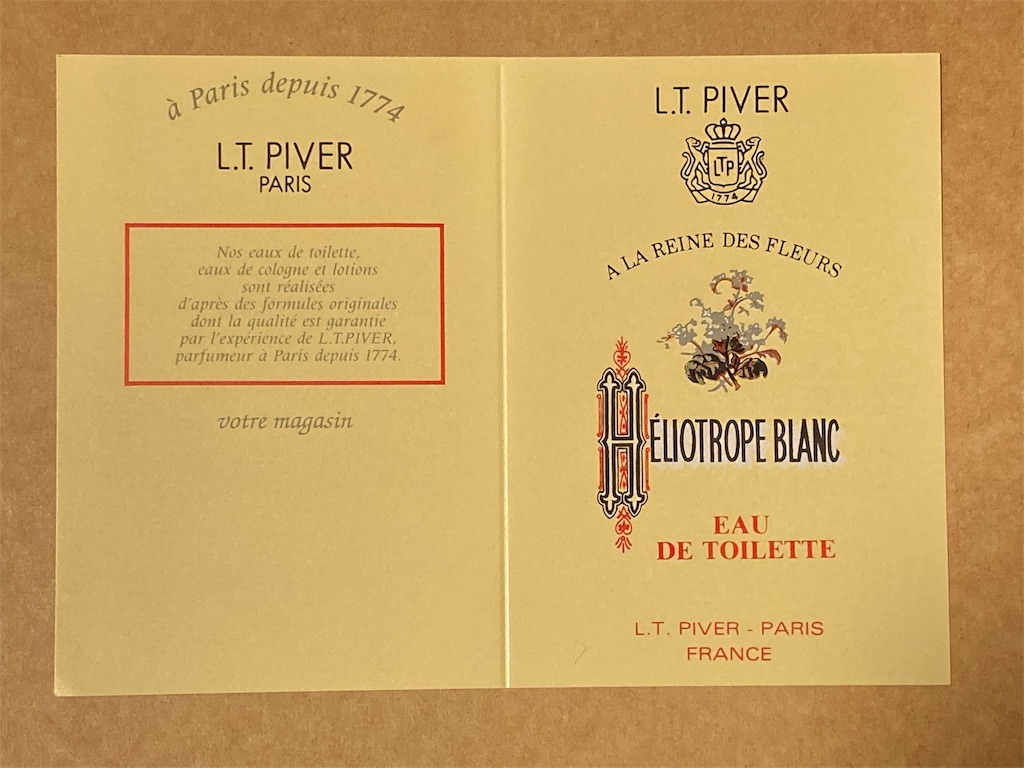 à Paris depuis 1774
L.T. PIVER
PARIS
Nos eaux de toilette,
eaux de cologne et lotions
sont réalisées
d'après des formules originales
dont la qualité est garantie
par l'expérience de L.T.PIVER,
parfumeur à Paris depuis 1774.
votre magasin
L.T. PIVER
LTP
1774
A LA REINE DES FLEURS
HÉLIOTROPE BLANC
EAU
DE TOILETTE
L.T. PIVER - PARIS
FRANCE